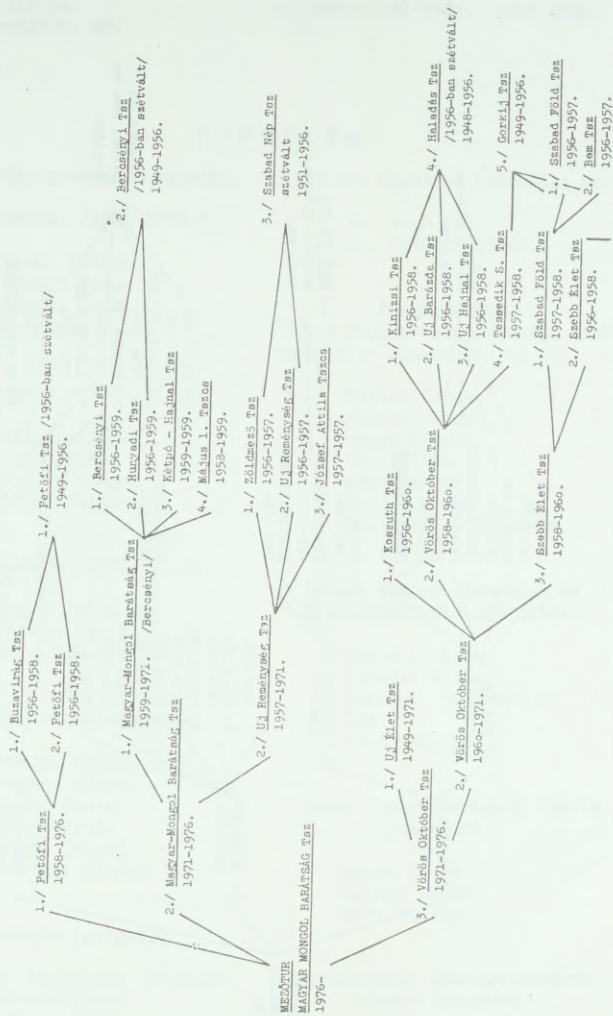 MEZŐTUR
MAGYAR MONGOL BARÁTSÁG Tsz
1976-
1./ Petőfi Tsz
1958-1976.
2./ Magyar-Mongol Barátság Tsz
1971-1976.
3./ Vörös Október Tsz
1971-1976.
1./ Buzavirág Tsz
1956-1958.
2./ Petőfi Tsz
1956-1958.
1./ Magyar-Mongol Barátság Tsz
1959-1971. /Bercsényi/
2./ Uj Reménység Tsz
1957-1971.
1./ Uj Élet Tsz
1949-1971.
2./ Vörös Október Tsz
1960-1971.
1./ Petőfi Tsz /1956-ban szétvált/
1949-1956.
1./ Bercsényi Tsz
1956-1959.
2./ Hunyadi Tsz
1956-1959.
3./ Kétpó - Hajnal Tsz
1959-1959.
4./ Május 1. Tszcs
1958-1959.
1./ Zöldmező Tsz
1956-1957.
2./ Uj Reménység Tsz
1956-1957.
3./ József Attila Tszcs
1957-1957.
1./ Kossuth Tsz
1956-1960.
2./ Vörös Október Tsz
1958-1960.
3./ Szebb Élet Tsz
1958-1960.
1./ Kinizsi Tsz
1956-1958.
2./ Uj Barázda Tsz
1956-1958.
3./ Uj Hajnal Tsz
1956-1958.
4./ Tessedik S. Tsz
1957-1958.
1./ Szabad Föld Tsz
1957-1958.
2./ Szebb Élet Tsz
1956-1958.
2./ Bercsényi Tsz
/1956-ban szétvált/
1949-1956.
3./ Szabad Nép Tsz
szétvált
1951-1956.
4./ Haladás Tsz
/1956-ban szétvált/
1948-1956.
5./ Gorkij Tsz
1949-1956.
1./ Szabad Föld Tsz
1956-1957.
2./ Bem Tsz
1956-1957.